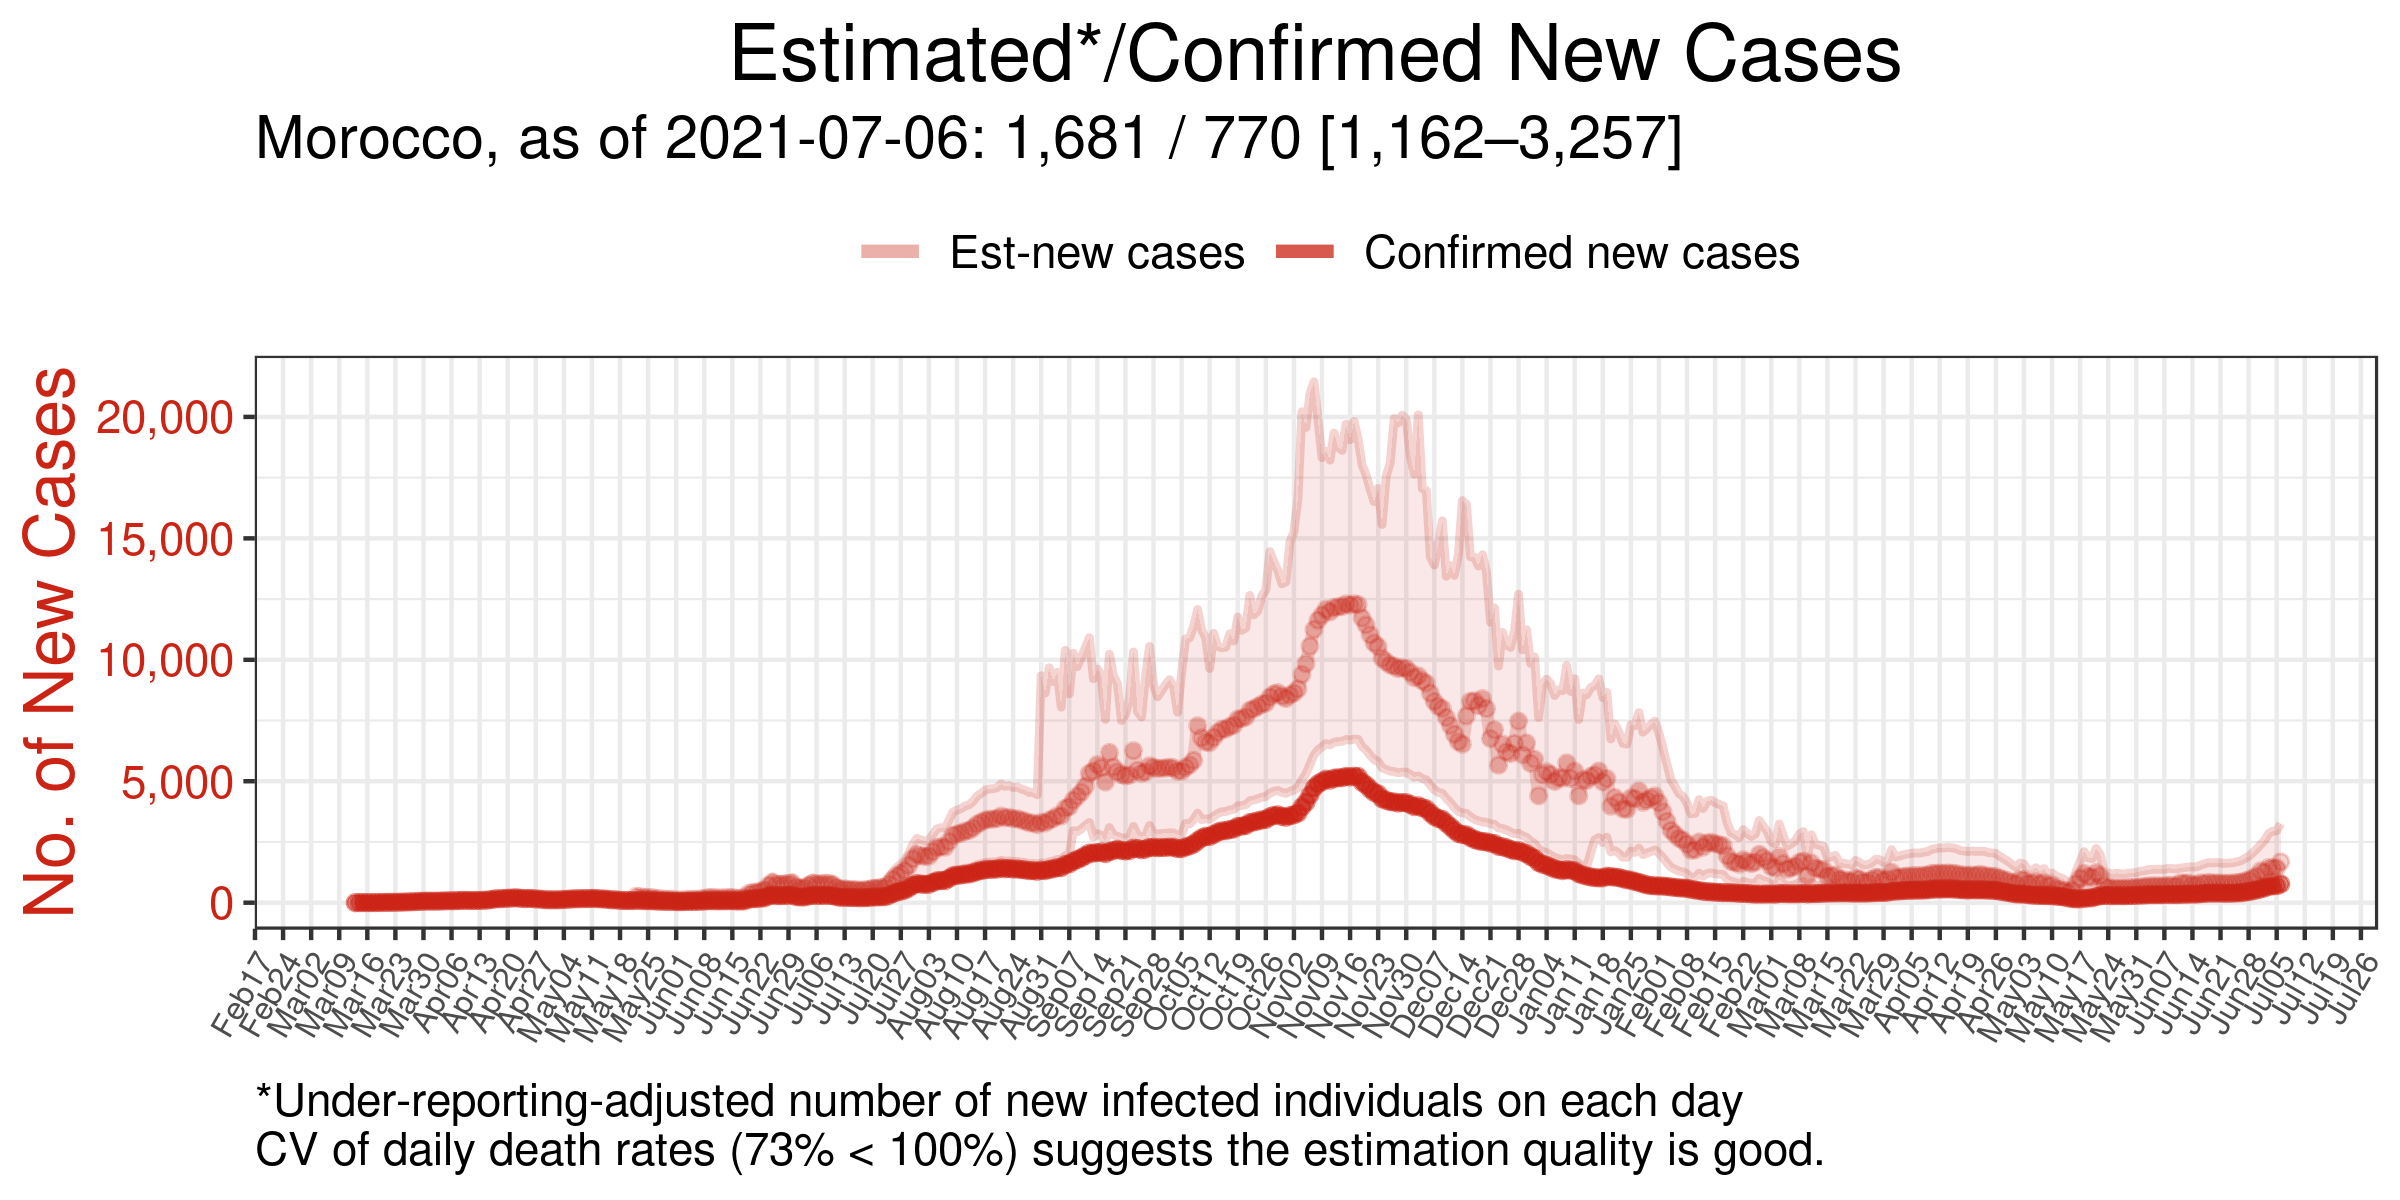 Estimated*/Confirmed New Cases
Morocco, as of 2021-07-06: 1,681 / 770 [1,162–3,257]
Est-new cases
Confirmed new cases
No. of New Cases
20,000
15,000
10,000
5,000
0
Feb17
Feb24
Mar02
Mar09
Mar16
Mar23
Mar30
Apr06
Apr13
Apr20
Apr27
May04
May11
May18
May25
Jun01
Jun08
Jun15
Jun22
Jun29
Jul06
Jul13
Jul20
Jul27
Aug03
Aug10
Aug17
Aug24
Aug31
Sep07
Sep14
Sep21
Sep28
Oct05
Oct12
Oct19
Oct26
Nov02
Nov09
Nov16
Nov23
Nov30
Dec07
Dec14
Dec21
Dec28
Jan04
Jan11
Jan18
Jan25
Feb01
Feb08
Feb15
Feb22
Mar01
Mar08
Mar15
Mar22
Mar29
Apr05
Apr12
Apr19
Apr26
May03
May10
May17
May24
May31
Jun07
Jun14
Jun21
Jun28
Jul05
Jul12
Jul19
Jul26
*Under-reporting-adjusted number of new infected individuals on each day
CV of daily death rates (73% < 100%) suggests the estimation quality is good.